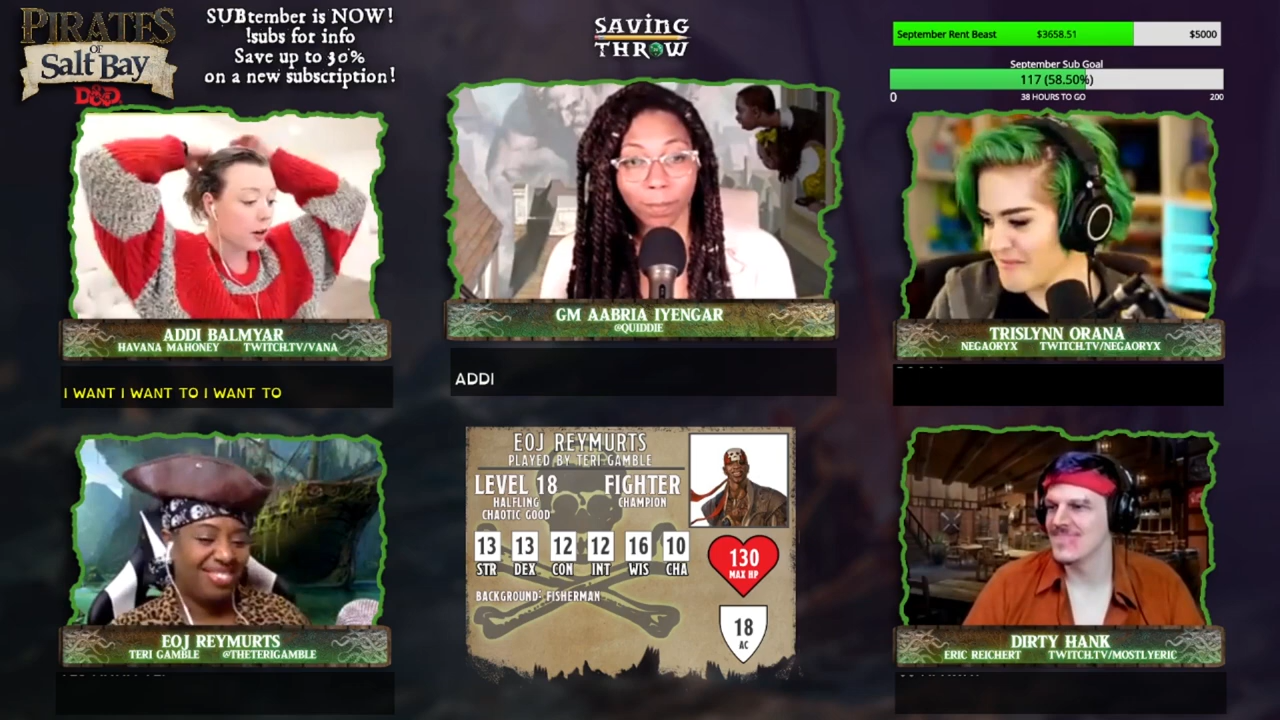 PIRATES
OF
Salt Bay
D&D
SUBtember is NOW!
!subs for info
Save up to 30%
on a new subscription!
SAVING
THROW
September Rent Beast $3658.51 $5000
September Sub Goal
117 (58.50%)
0 38 HOURS TO GO 200
ADDI BALMYAR
HAVANA MAHONEY TWITCH.TV/VANA
I WANT I WANT TO I WANT TO
GM AABRIA IYENGAR
@QUIDDIE
ADDI
TRISLYNN ORANA
NEGAORYX TWITCH.TV/NEGAORYX
EOJ REYMURTS
TERI GAMBLE @THETERIGAMBLE
EOJ REYMURTS
PLAYED BY TERI GAMBLE
LEVEL 18 FIGHTER
HALFLING CHAMPION
CHAOTIC GOOD
13 13 12 12 16 10
STR DEX CON INT WIS CHA
BACKGROUND: FISHERMAN
130
MAX HP
18
AC
DIRTY HANK
ERIC REICHERT TWITCH.TV/MOSTLYERIC